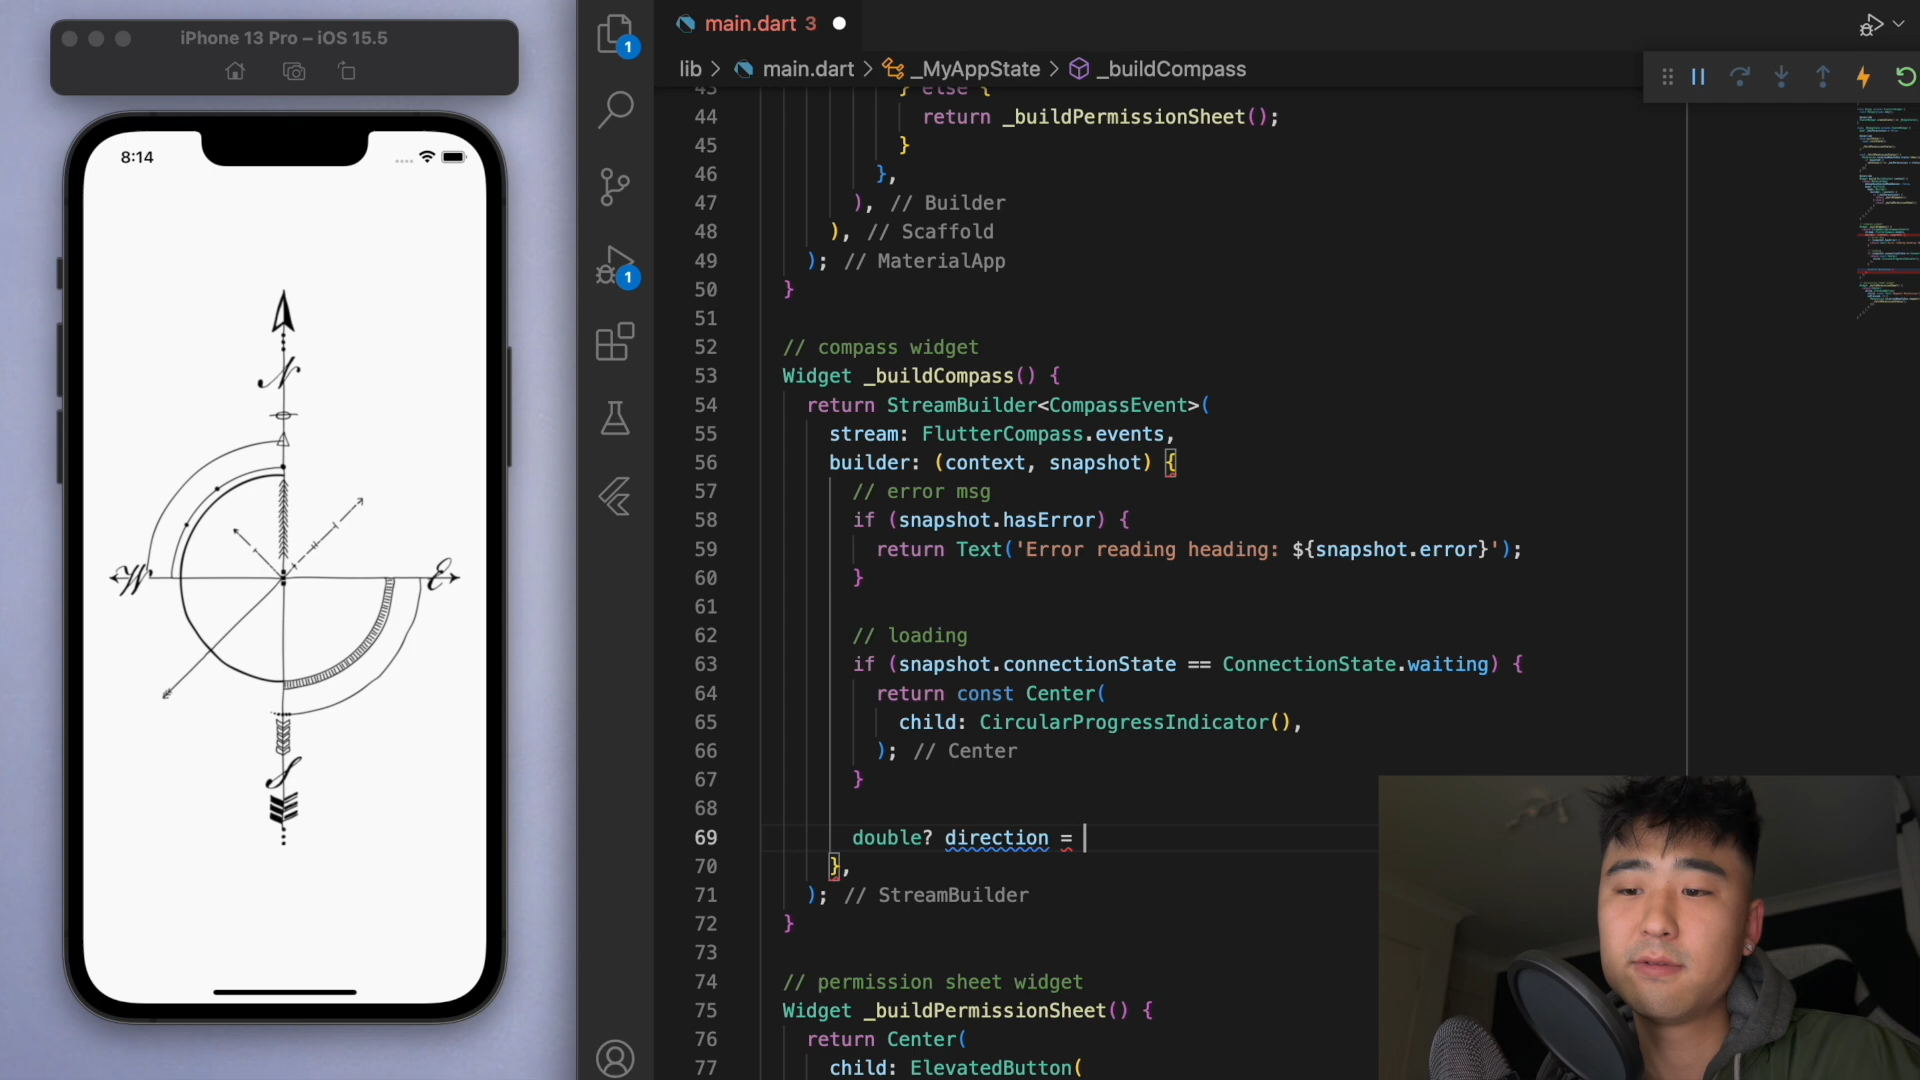 iPhone 13 Pro – iOS 15.5
8:14
N
W
E
S
1
1
main.dart 3
lib > main.dart > _MyAppState > _buildCompass
43 } else {
44 return _buildPermissionSheet();
45 }
46 },
47 ), // Builder
48 ), // Scaffold
49 ); // MaterialApp
50 }
51
52 // compass widget
53 Widget _buildCompass() {
54 return StreamBuilder<CompassEvent>(
55 stream: FlutterCompass.events,
56 builder: (context, snapshot) {
57 // error msg
58 if (snapshot.hasError) {
59 return Text('Error reading heading: ${snapshot.error}');
60 }
61
62 // loading
63 if (snapshot.connectionState == ConnectionState.waiting) {
64 return const Center(
65 child: CircularProgressIndicator(),
66 ); // Center
67 }
68
69 double? direction =
70 },
71 ); // StreamBuilder
72 }
73
74 // permission sheet widget
75 Widget _buildPermissionSheet() {
76 return Center(
77 child: ElevatedButton(